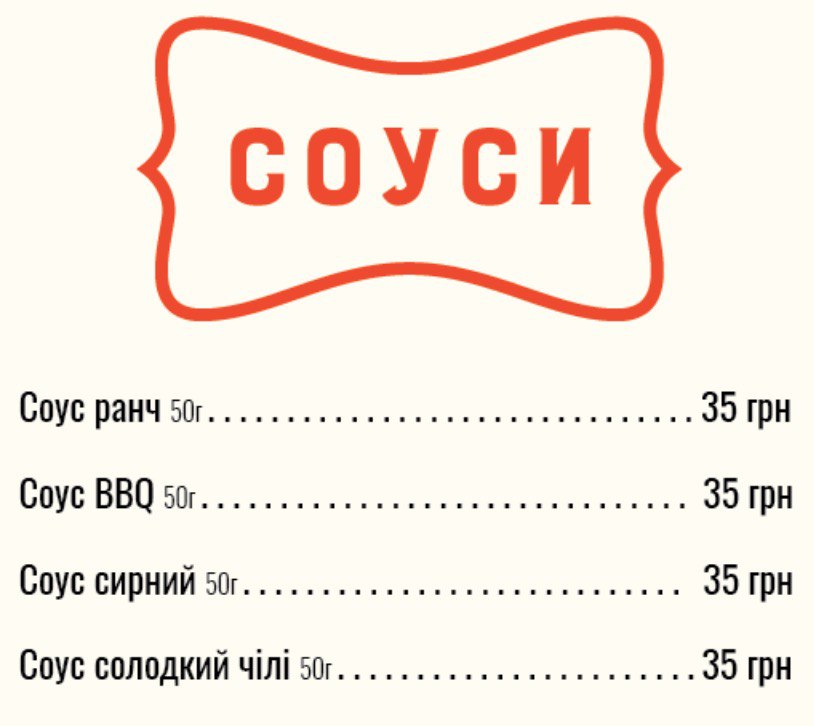 СОУСИ
Соус ранч 50г................................35 грн
Соус BBQ 50г................................ 35 грн
Соус сирний 50г............................. 35 грн
Соус солодкий чілі 50г........................35 грн